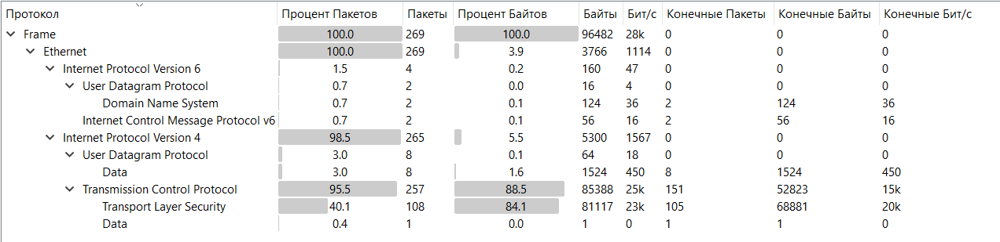 Протокол Процент Пакетов Пакеты Процент Байтов Байты Бит/с Конечные Пакеты Конечные Байты Конечные Бит/с
Frame 100.0 269 100.0 96482 28k 0 0 0
Ethernet 100.0 269 3.9 3766 1114 0 0 0
Internet Protocol Version 6 1.5 4 0.2 160 47 0 0 0
User Datagram Protocol 0.7 2 0.0 16 4 0 0 0
Domain Name System 0.7 2 0.1 124 36 2 124 36
Internet Control Message Protocol v6 0.7 2 0.1 56 16 2 56 16
Internet Protocol Version 4 98.5 265 5.5 5300 1567 0 0 0
User Datagram Protocol 3.0 8 0.1 64 18 0 0 0
Data 3.0 8 1.6 1524 450 8 1524 450
Transmission Control Protocol 95.5 257 88.5 85388 25k 151 52823 15k
Transport Layer Security 40.1 108 84.1 81117 23k 105 68881 20k
Data 0.4 1 0.0 1 0 1 1 0